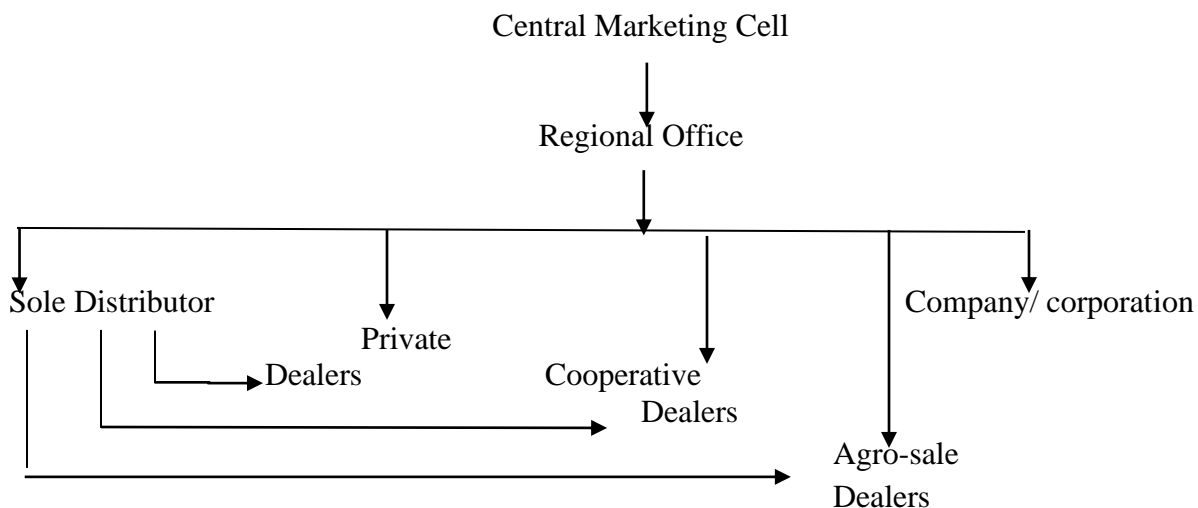 Central Marketing Cell
Regional Office
Sole Distributor
Company/ corporation
Private
Dealers
Cooperative
Dealers
Agro-sale
Dealers